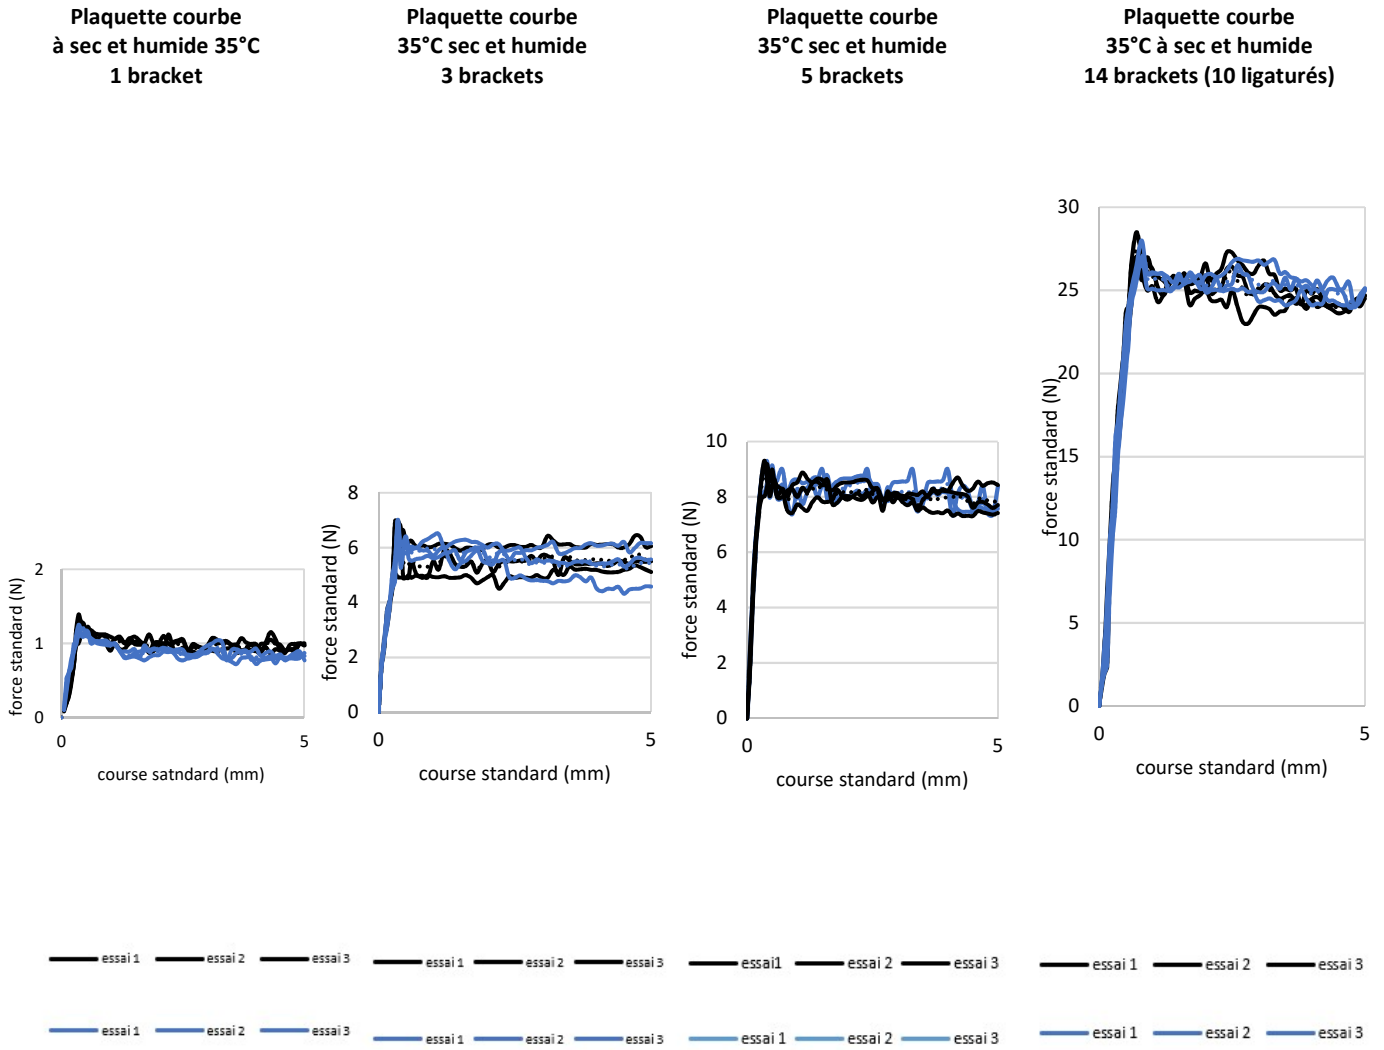 Plaquette courbe
à sec et humide 35°C
1 bracket
Plaquette courbe
35°C sec et humide
3 brackets
Plaquette courbe
35°C sec et humide
5 brackets
Plaquette courbe
35°C à sec et humide
14 brackets (10 ligaturés)
2
1
0
0
5
force standard (N)
course satndard (mm)
8
6
4
2
0
0
5
force standard (N)
course standard (mm)
10
8
6
4
2
0
0
5
force standard (N)
course standard (mm)
30
25
20
15
10
5
0
0
5
force standard (N)
course standard (mm)
essai 1 essai 2 essai 3
essai 1 essai 2 essai 3
essai 1 essai 2 essai 3
essai 1 essai 2 essai 3
essai1 essai 2 essai 3
essai 1 essai 2 essai 3
essai 1 essai 2 essai 3
essai 1 essai 2 essai 3